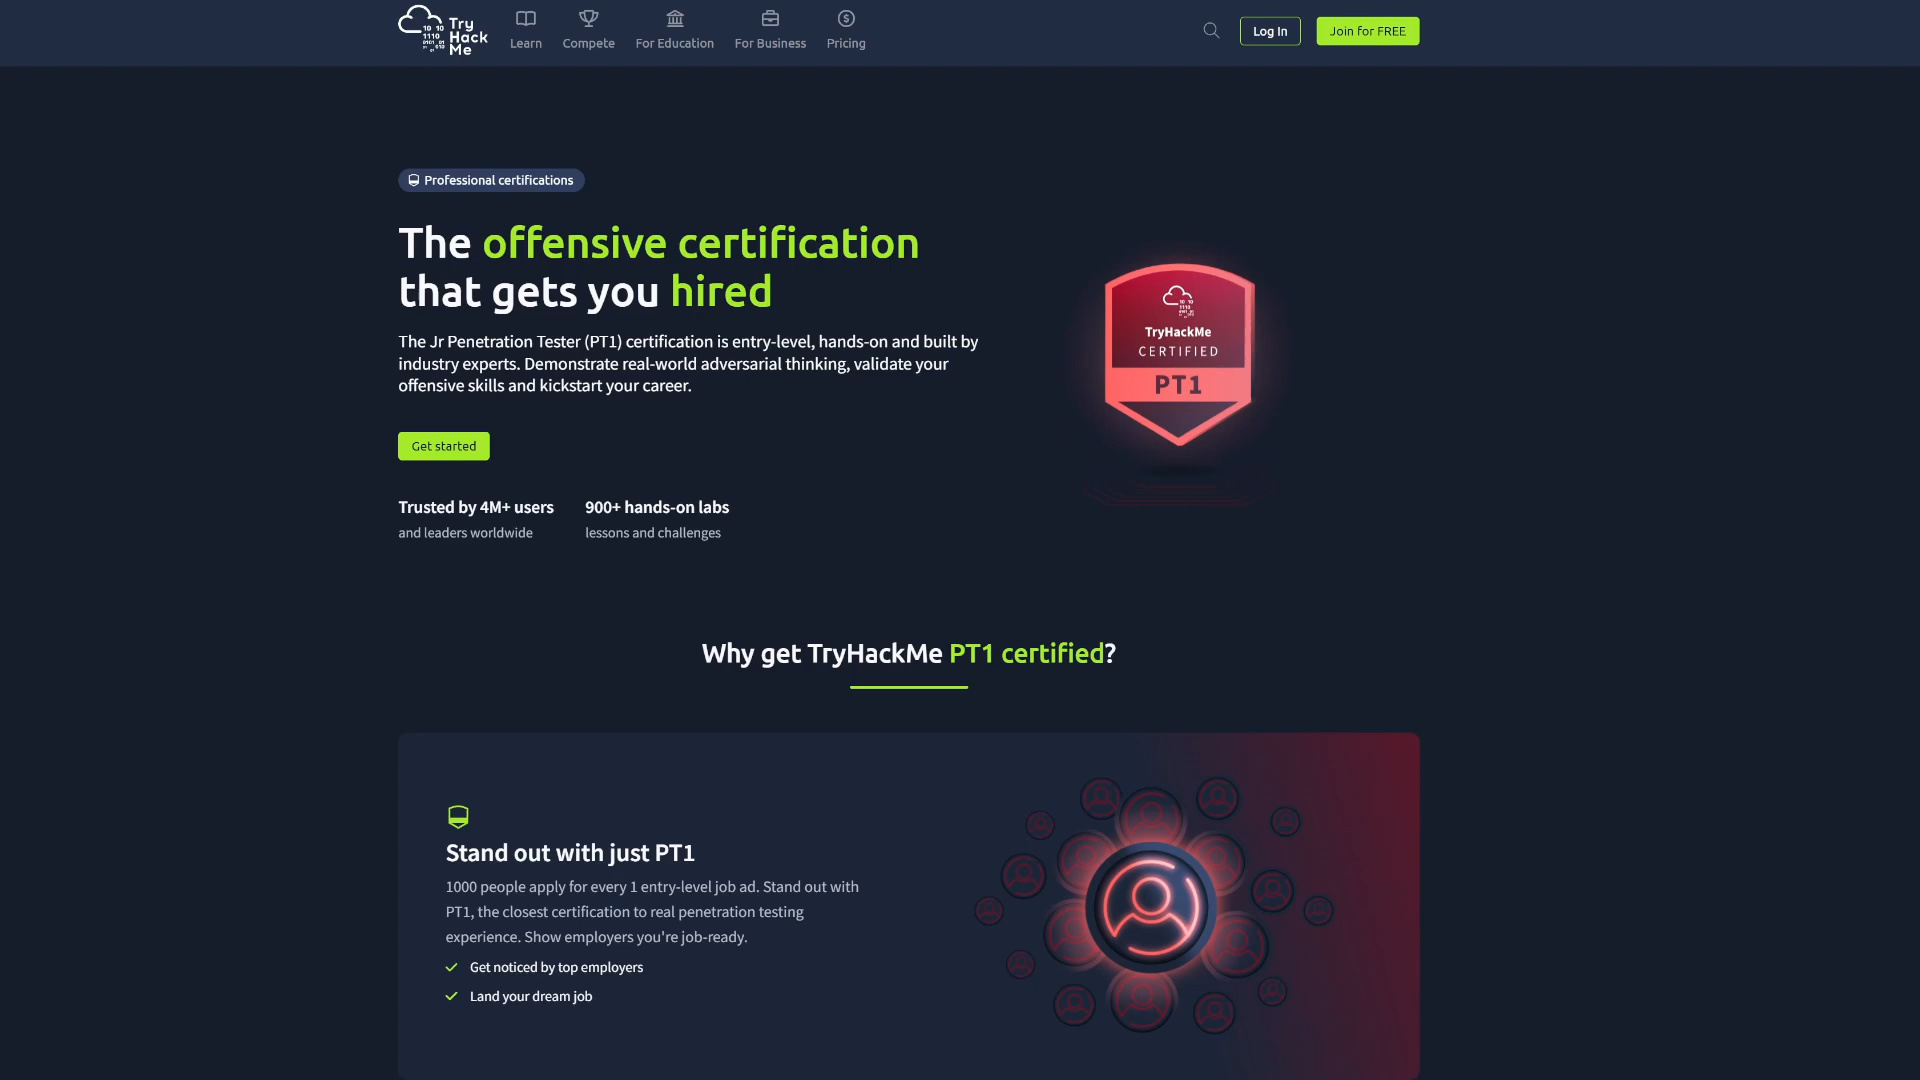 Try
Hack
Me
Learn
Compete
For Education
For Business
Pricing
Log In
Join for FREE
Professional certifications
The offensive certification
that gets you hired
The Jr Penetration Tester (PT1) certification is entry-level, hands-on and built by
industry experts. Demonstrate real-world adversarial thinking, validate your
offensive skills and kickstart your career.
Get started
Trusted by 4M+ users
and leaders worldwide
900+ hands-on labs
lessons and challenges
TryHackMe
CERTIFIED
PT1
Why get TryHackMe PT1 certified?
Stand out with just PT1
1000 people apply for every 1 entry-level job ad. Stand out with
PT1, the closest certification to real penetration testing
experience. Show employers you're job-ready.
Get noticed by top employers
Land your dream job